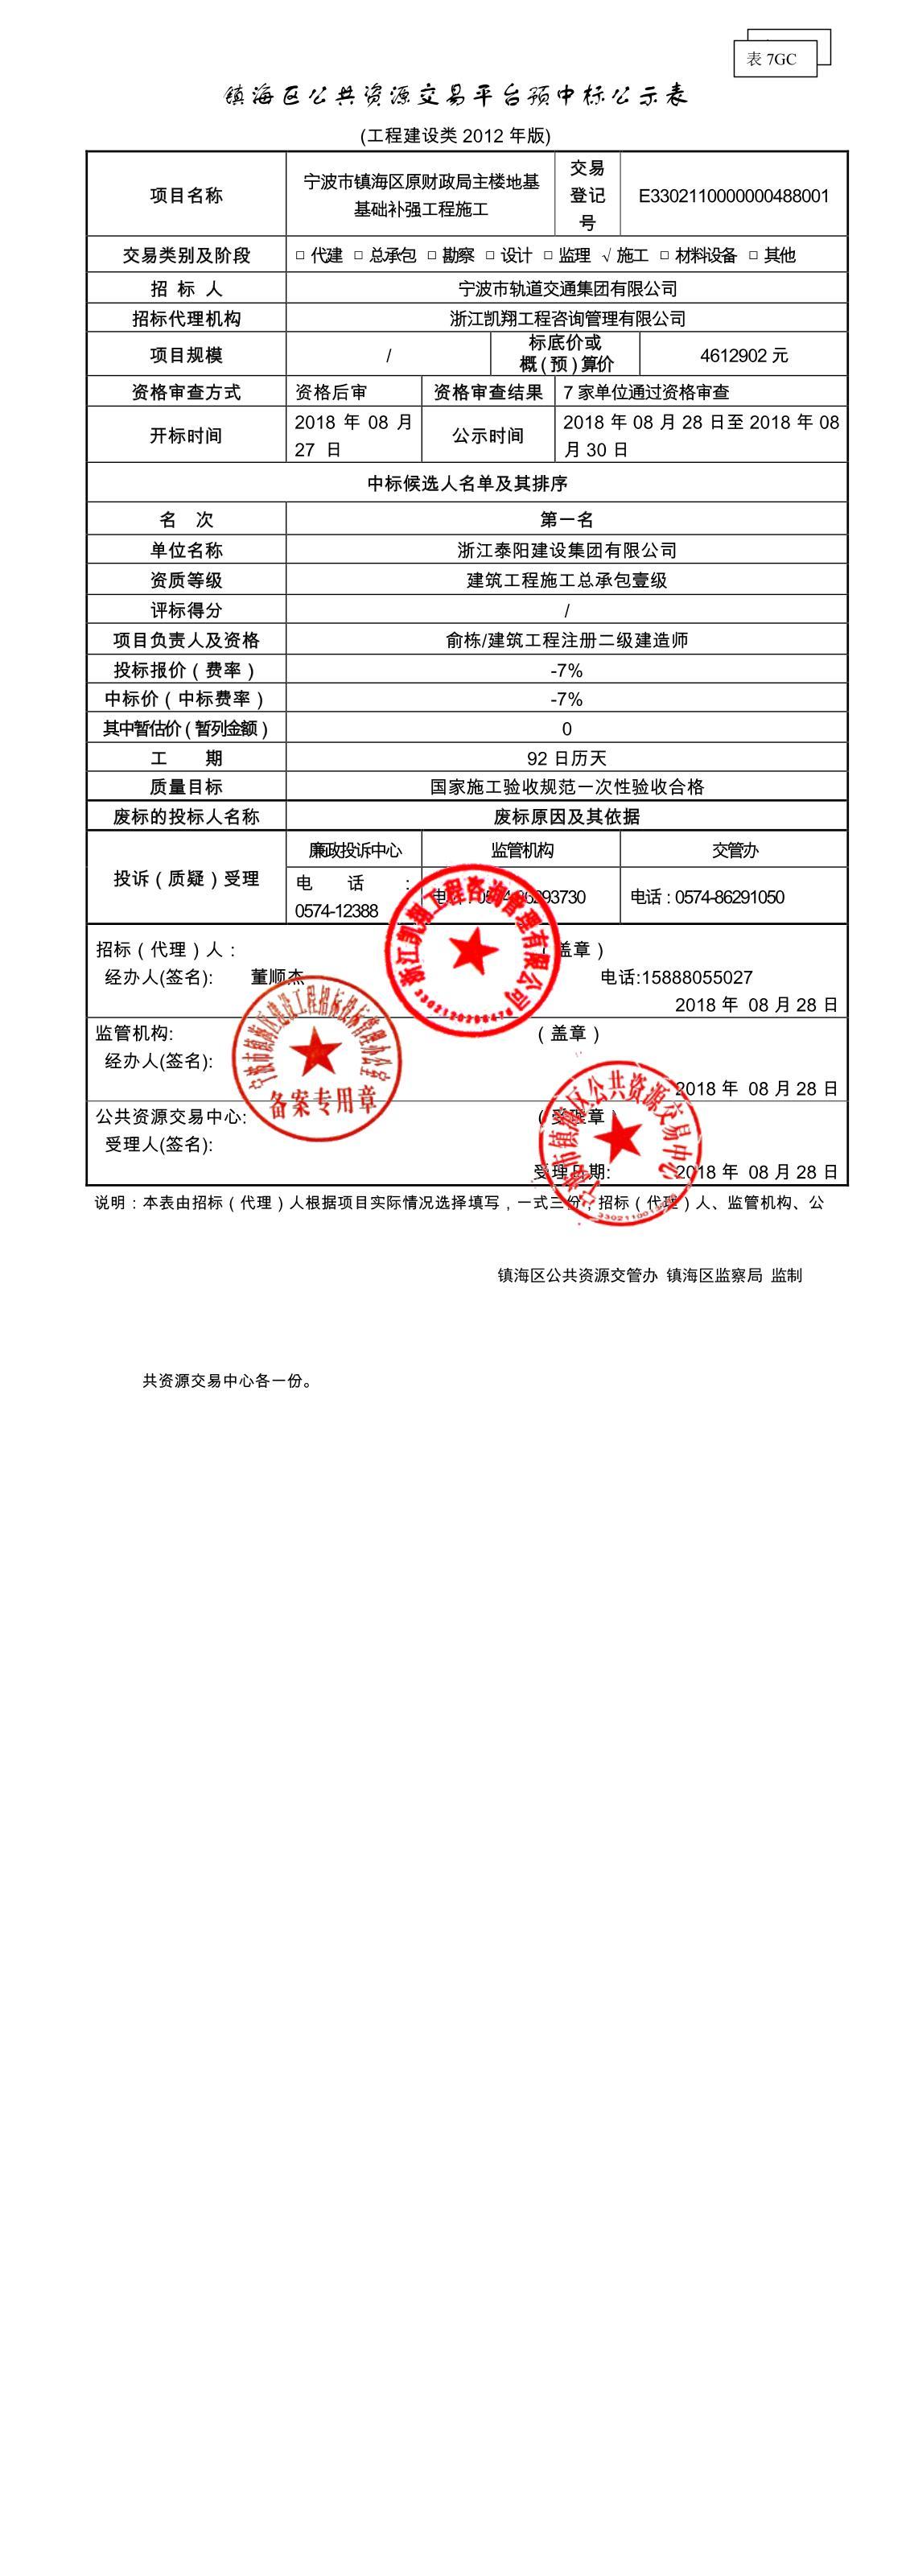 表 7GC
镇海区公共资源交易平台预中标公示表
(工程建设类 2012 年版)
项目名称 宁波市镇海区原财政局主楼地基基础补强工程施工 交易登记号 E3302110000000488001
交易类别及阶段 □ 代建 □ 总承包 □ 勘察 □ 设计 □ 监理 √ 施工 □ 材料设备 □ 其他
招 标 人 宁波市轨道交通集团有限公司
招标代理机构 浙江凯翔工程咨询管理有限公司
项目规模 / 标底价或概(预)算价 4612902 元
资格审查方式 资格后审 资格审查结果 7 家单位通过资格审查
开标时间 2018 年 08 月 27 日 公示时间 2018 年 08 月 28 日至 2018 年 08 月 30 日
中标候选人名单及其排序
名 次 第一名
单位名称 浙江泰阳建设集团有限公司
资质等级 建筑工程施工总承包壹级
评标得分 /
项目负责人及资格 俞栋/建筑工程注册二级建造师
投标报价(费率) -7%
中标价(中标费率) -7%
其中暂估价(暂列金额) 0
工 期 92 日历天
质量目标 国家施工验收规范一次性验收合格
废标的投标人名称 废标原因及其依据
投诉(质疑)受理 廉政投诉中心 监管机构 交管办
电 话 : 0574-12388 电话:0574-86293730 电话:0574-86291050
招标(代理)人: (盖章)
经办人(签名): 董顺杰 电话:15888055027
2018 年 08 月 28 日
浙江凯翔工程咨询管理有限公司
监管机构: (盖章)
经办人(签名):
2018 年 08 月 28 日
宁波市镇海区建设工程招标投标管理办公室
备案专用章
公共资源交易中心: (受理章)
受理人(签名):
受理日期: 2018 年 08 月 28 日
宁波市镇海区公共资源交易中心
说明:本表由招标(代理)人根据项目实际情况选择填写,一式三份,招标(代理)人、监管机构、公
镇海区公共资源交管办 镇海区监察局 监制
共资源交易中心各一份。